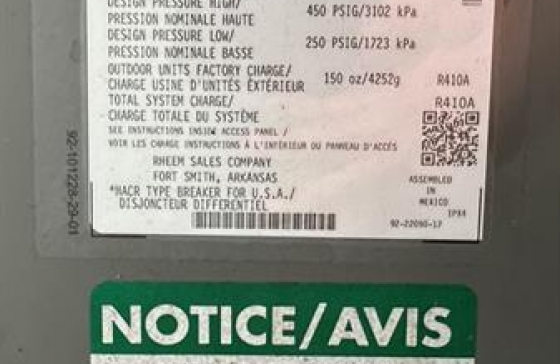 DESIGN PRESSURE HIGH/
PRESSION NOMINALE HAUTE 450 PSIG/3102 kPa
DESIGN PRESSURE LOW/
PRESSION NOMINALE BASSE 250 PSIG/1723 kPa
OUTDOOR UNITS FACTORY CHARGE/
CHARGE USINE D'UNITÉS ÉXTÉRIEUR 150 oz/4252g R410A
TOTAL SYSTEM CHARGE/ R410A
CHARGE TOTALE DU SYSTÈME
SEE INSTRUCTIONS INSIDE ACCESS PANEL /
VOIR LES CHARGE INSTRUCTIONS À L'INTÉRIEUR OU PANNEAU D'ACCÈS
RHEEM SALES COMPANY
FORT SMITH, ARKANSAS
ASSEMBLED
IN
MEXICO
*HACR TYPE BREAKER FOR U.S.A./
DISJONCTEUR DIFFERENTIEL
IPX4
92-22090-17
92-101228-29-01
NOTICE/AVIS